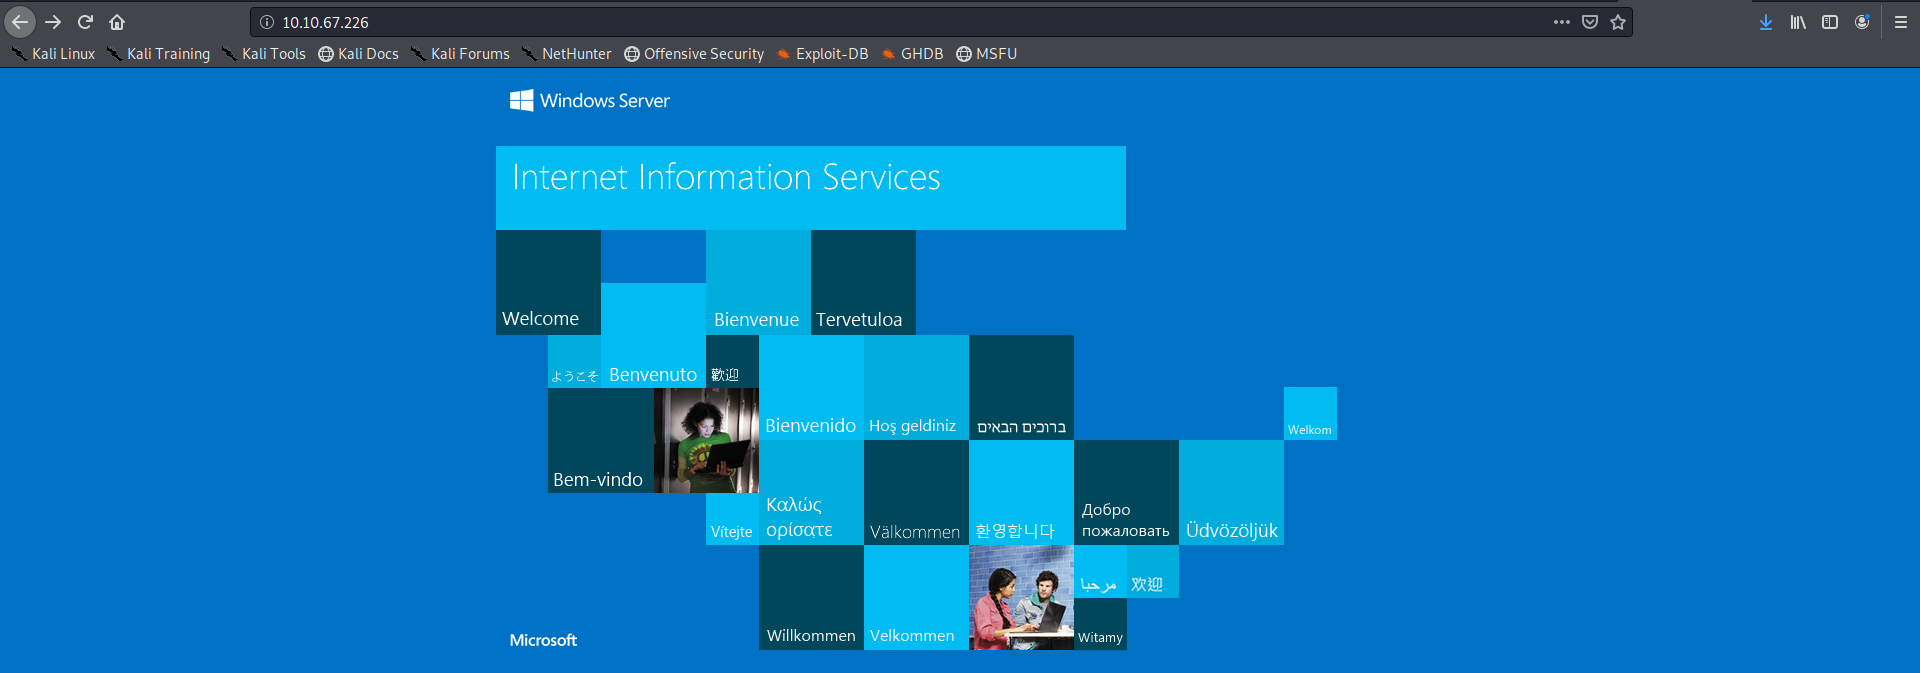 10.10.67.226
Kali Linux Kali Training Kali Tools Kali Docs Kali Forums NetHunter Offensive Security Exploit-DB GHDB MSFU
Windows Server
Internet Information Services
Welcome
Bienvenue
Tervetuloa
ようこそ
Benvenuto
歡迎
Bienvenido
Hoş geldiniz
ברוכים הבאים
Welkom
Bem-vindo
Vítejte
Καλώς
ορίσατε
Välkommen
환영합니다
Добро
пожаловать
Üdvözöljük
مرحبا
欢迎
Willkommen
Velkommen
Witamy
Microsoft